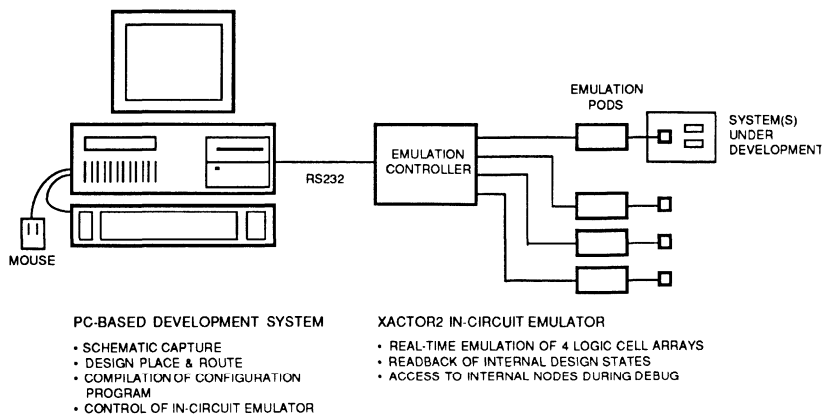 EMULATION
PODS
SYSTEM(S)
UNDER
DEVELOPMENT
EMULATION
CONTROLLER
RS232
MOUSE
PC-BASED DEVELOPMENT SYSTEM
• SCHEMATIC CAPTURE
• DESIGN PLACE & ROUTE
• COMPILATION OF CONFIGURATION
PROGRAM
• CONTROL OF IN-CIRCUIT EMULATOR
XACTOR2 IN-CIRCUIT EMULATOR
• REAL-TIME EMULATION OF 4 LOGIC CELL ARRAYS
• READBACK OF INTERNAL DESIGN STATES
• ACCESS TO INTERNAL NODES DURING DEBUG